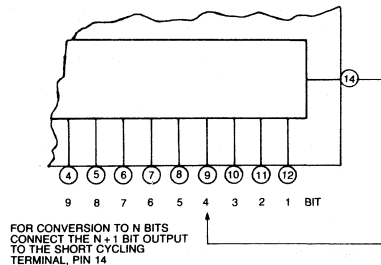 14
4 5 6 7 8 9 10 11 12
9 8 7 6 5 4 3 2 1 BIT
FOR CONVERSION TO N BITS
CONNECT THE N + 1 BIT OUTPUT
TO THE SHORT CYCLING
TERMINAL, PIN 14